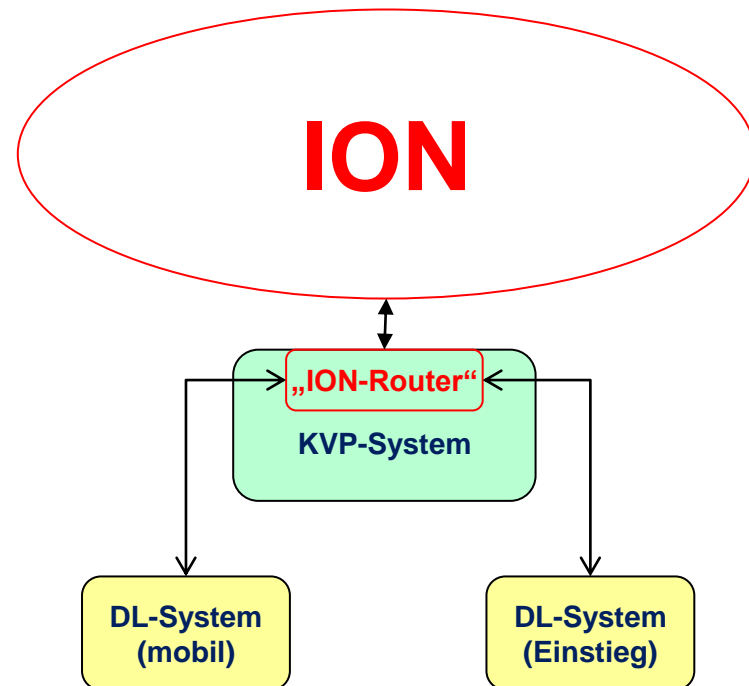 ION
„ION-Router“
KVP-System
DL-System
(mobil)
DL-System
(Einstieg)